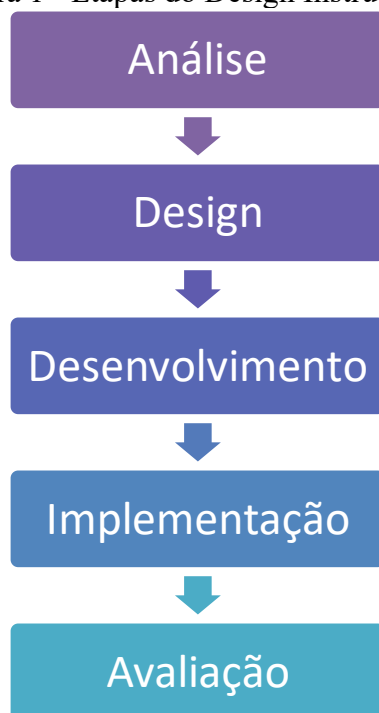 Etapas do Design
Análise
Design
Desenvolvimento
Implementação
Avaliação